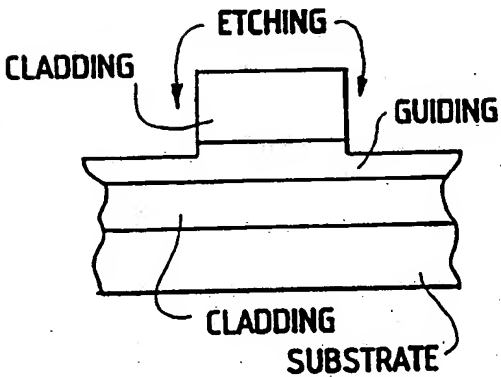 ETCHING
CLADDING
GUIDING
CLADDING
SUBSTRATE